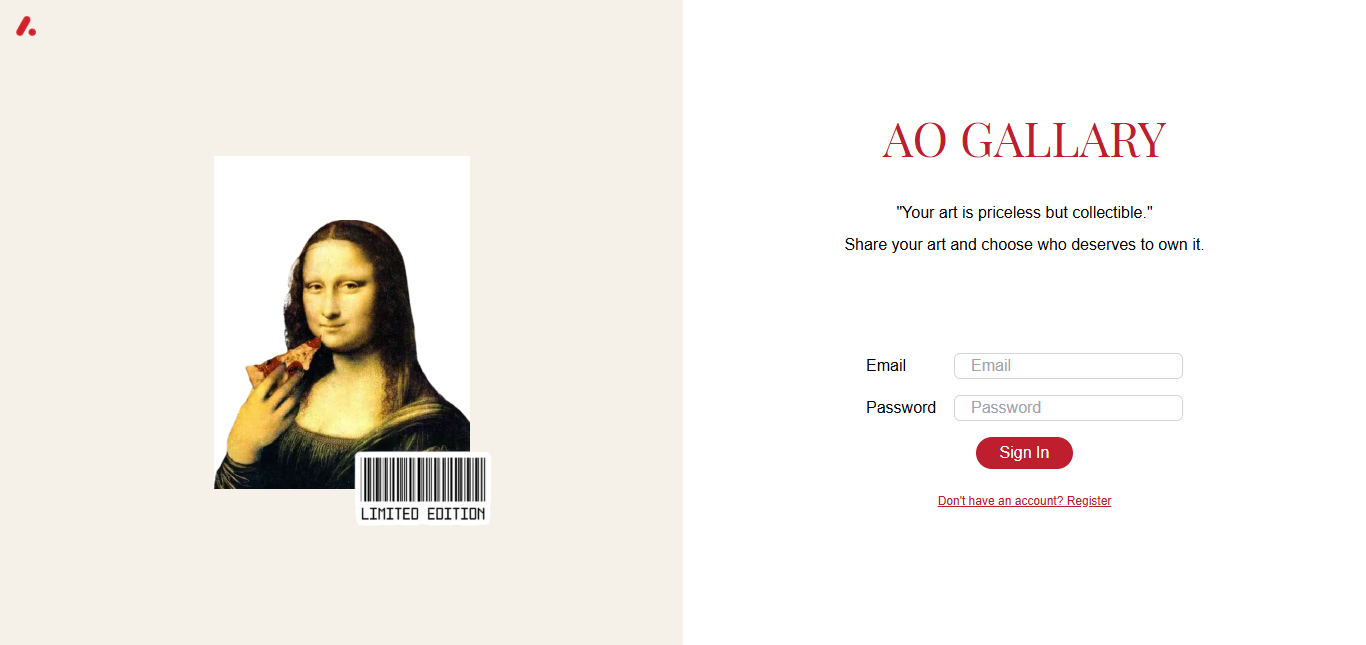 LIMITED EDITION
AO GALLARY
"Your art is priceless but collectible."
Share your art and choose who deserves to own it.
Email Email
Password Password
Sign In
Don't have an account? Register